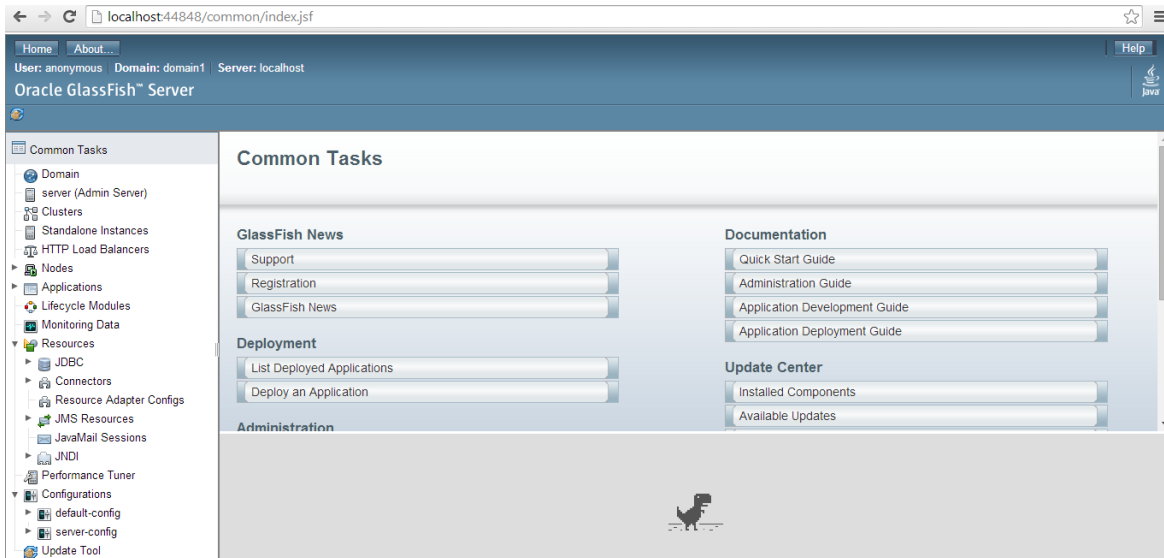 localhost:44848/common/index.jsf
Home About... Help
User: anonymous Domain: domain1 Server: localhost
Oracle GlassFish™ Server
Java
Common Tasks
Domain
server (Admin Server)
Clusters
Standalone Instances
HTTP Load Balancers
Nodes
Applications
Lifecycle Modules
Monitoring Data
Resources
JDBC
Connectors
Resource Adapter Configs
JMS Resources
JavaMail Sessions
JNDI
Performance Tuner
Configurations
default-config
server-config
Update Tool
Common Tasks
GlassFish News
Support
Registration
GlassFish News
Deployment
List Deployed Applications
Deploy an Application
Administration
Documentation
Quick Start Guide
Administration Guide
Application Development Guide
Application Deployment Guide
Update Center
Installed Components
Available Updates